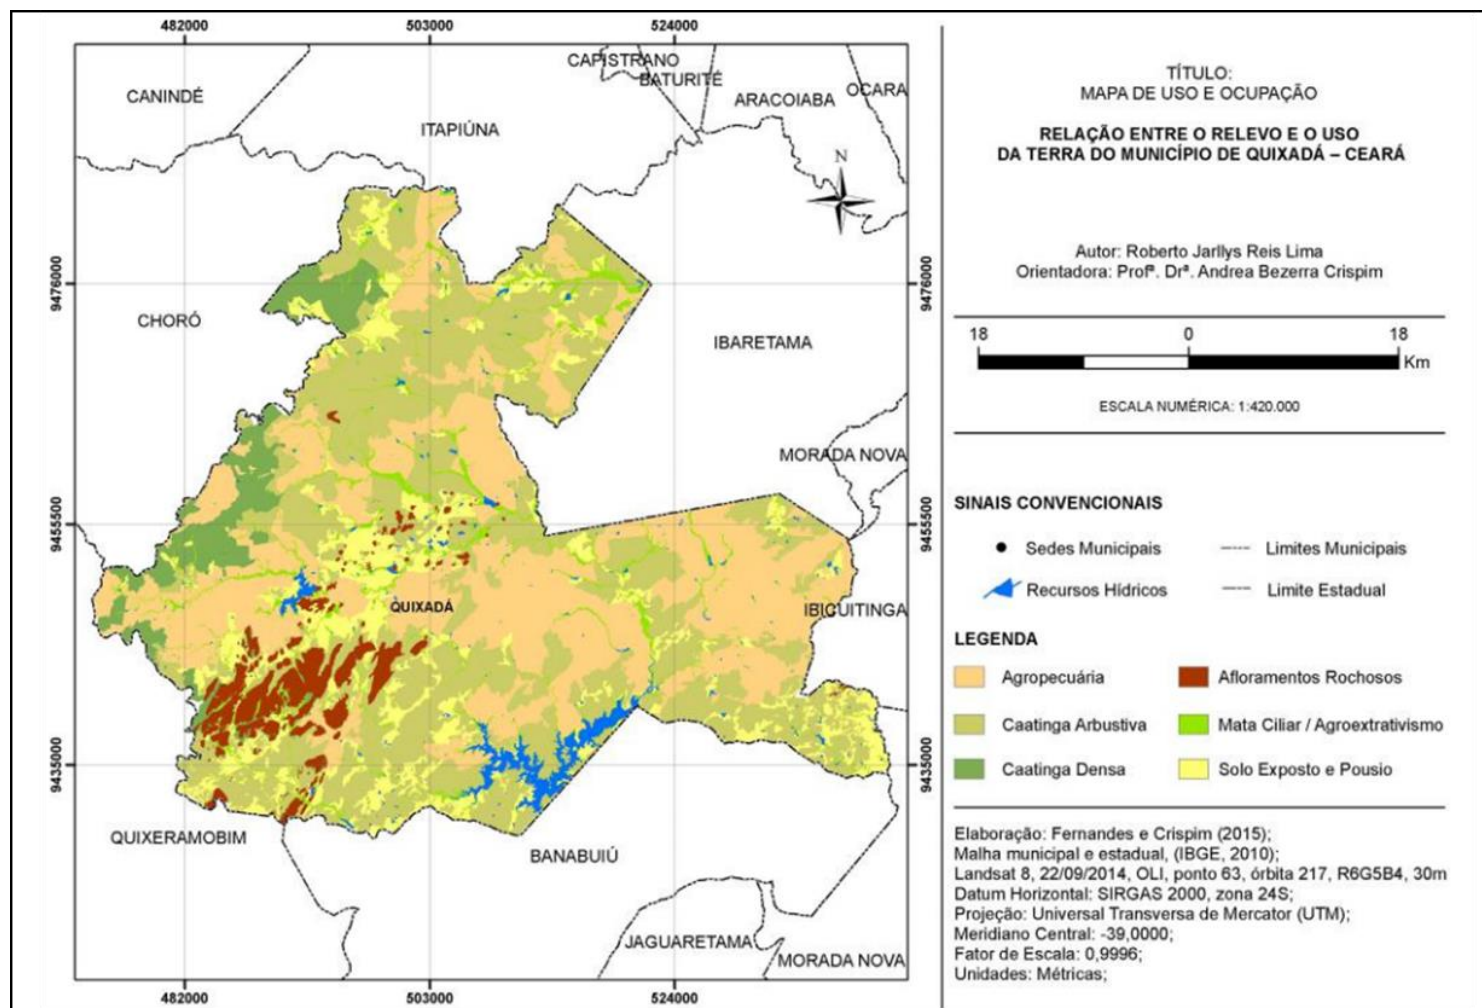 482000
503000
524000
CANINDÉ
ITAPIÚNA
CAPISTRANO
BATURITÉ
ARACOIABA
OCARA
N
9476000
9476000
CHORÓ
IBARETAMA
MORADA NOVA
9455500
9455500
QUIXADÁ
IBICUITINGA
9435000
9435000
QUIXERAMOBIM
BANABUIÚ
JAGUARETAMA
MORADA NOVA
482000
503000
524000
TÍTULO:
MAPA DE USO E OCUPAÇÃO
RELAÇÃO ENTRE O RELEVO E O USO
DA TERRA DO MUNICÍPIO DE QUIXADÁ – CEARÁ
Autor: Roberto Jarllys Reis Lima
Orientadora: Profª. Drª. Andrea Bezerra Crispim
18 0 18
Km
ESCALA NUMÉRICA: 1:420.000
SINAIS CONVENCIONAIS
Sedes Municipais
Limites Municipais
Recursos Hídricos
Limite Estadual
LEGENDA
Agropecuária
Afloramentos Rochosos
Caatinga Arbustiva
Mata Ciliar / Agroextrativismo
Caatinga Densa
Solo Exposto e Pousio
Elaboração: Fernandes e Crispim (2015);
Malha municipal e estadual, (IBGE, 2010);
Landsat 8, 22/09/2014, OLI, ponto 63, órbita 217, R6G5B4, 30m
Datum Horizontal: SIRGAS 2000, zona 24S;
Projeção: Universal Transversa de Mercator (UTM);
Meridiano Central: -39,0000;
Fator de Escala: 0,9996;
Unidades: Métricas;